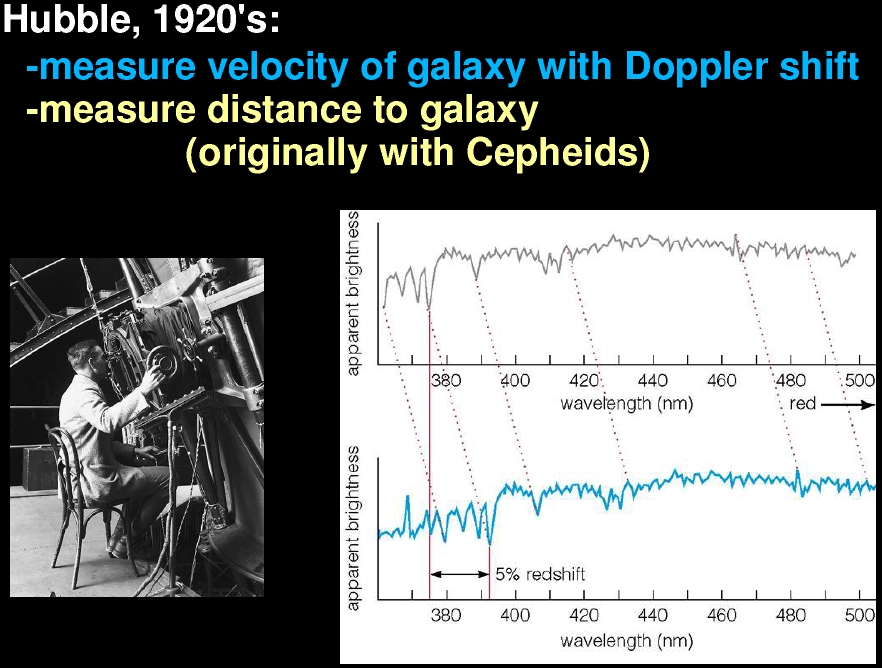 Hubble, 1920's:
-measure velocity of galaxy with Doppler shift
-measure distance to galaxy
(originally with Cepheids)
apparent brightness
380 400 420 440 460 480 500
wavelength (nm)
red
apparent brightness
5% redshift
380 400 420 440 460 480 500
wavelength (nm)